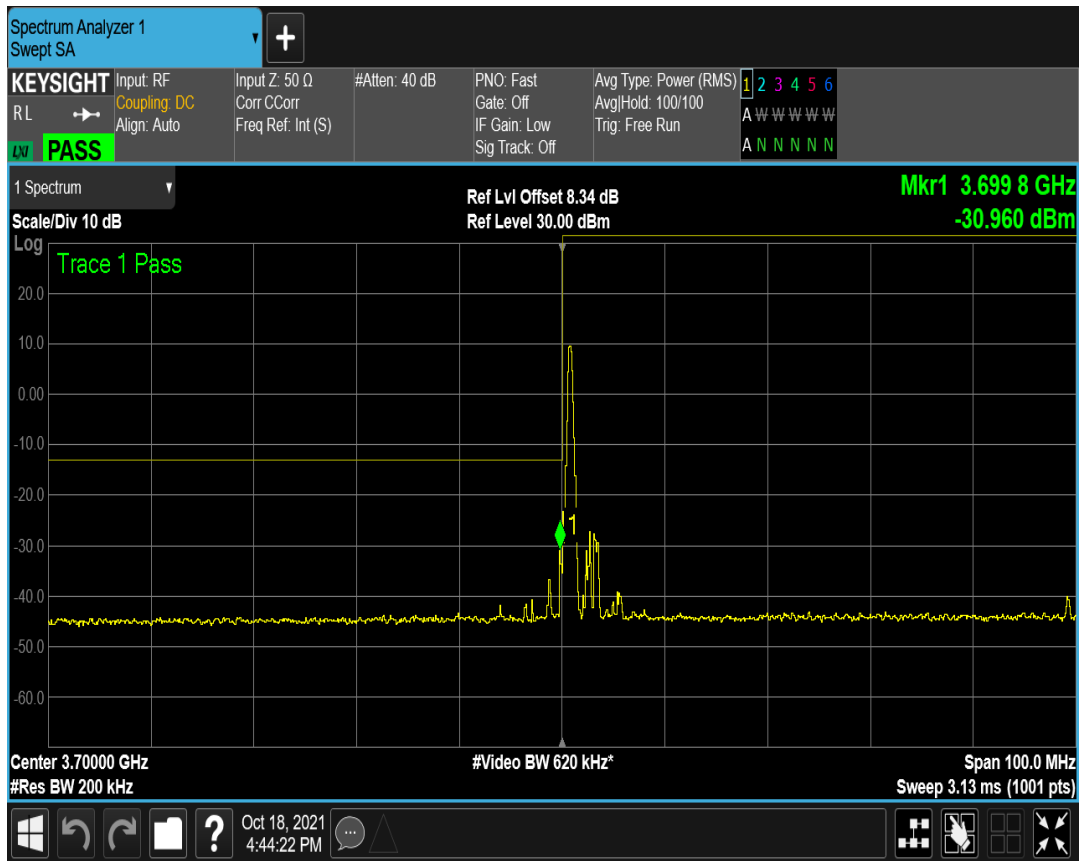 Spectrum Analyzer 1
Swept SA
+
KEYSIGHT
R L
LXI PASS
Input: RF
Coupling: DC
Align: Auto
Input Z: 50 Ω
Corr CCorr
Freq Ref: Int (S)
#Atten: 40 dB
PNO: Fast
Gate: Off
IF Gain: Low
Sig Track: Off
Avg Type: Power (RMS)
Avg|Hold: 100/100
Trig: Free Run
1 2 3 4 5 6
A W W W W W
A N N N N N
1 Spectrum
Scale/Div 10 dB
Ref Lvl Offset 8.34 dB
Ref Level 30.00 dBm
Mkr1 3.699 8 GHz
-30.960 dBm
Log
Trace 1 Pass
20.0
10.0
0.00
-10.0
-20.0
-30.0
-40.0
-50.0
-60.0
Center 3.70000 GHz
#Res BW 200 kHz
#Video BW 620 kHz*
Span 100.0 MHz
Sweep 3.13 ms (1001 pts)
?
Oct 18, 2021
4:44:22 PM